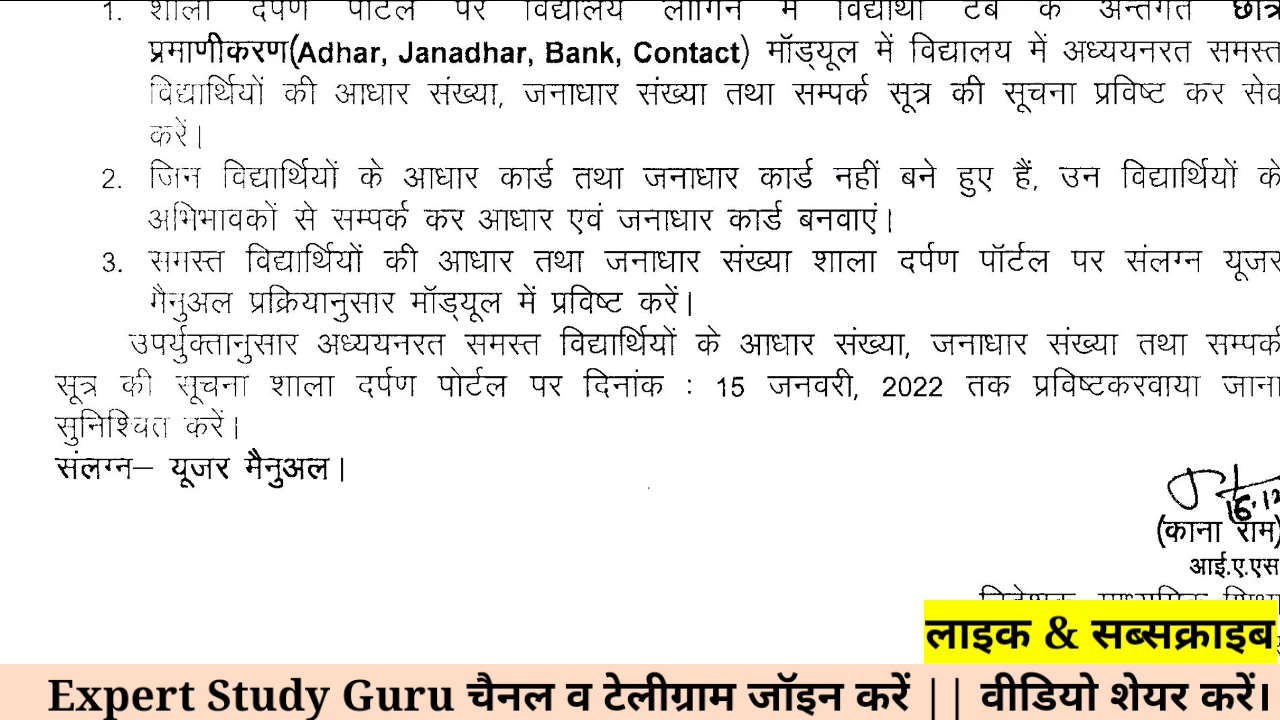 1. शाला दर्पण पोर्टल पर विद्यालय लॉगिन में विद्यार्थी टैब के अन्तर्गत छात्र
प्रमाणीकरण(Adhar, Janadhar, Bank, Contact) मॉड्यूल में विद्यालय में अध्ययनरत समस्त
विद्यार्थियों की आधार संख्या, जनाधार संख्या तथा सम्पर्क सूत्र की सूचना प्रविष्ट कर सेव
करें।
2. जिन विद्यार्थियों के आधार कार्ड तथा जनाधार कार्ड नहीं बने हुए हैं, उन विद्यार्थियों के
अभिभावकों से सम्पर्क कर आधार एवं जनाधार कार्ड बनवाएं।
3. समस्त विद्यार्थियों की आधार तथा जनाधार संख्या शाला दर्पण पॉर्टल पर संलग्न यूजर
मैनुअल प्रक्रियानुसार मॉड्यूल में प्रविष्ट करें।
उपर्युक्तानुसार अध्ययनरत समस्त विद्यार्थियों के आधार संख्या, जनाधार संख्या तथा सम्पर्क
सूत्र की सूचना शाला दर्पण पोर्टल पर दिनांक : 15 जनवरी, 2022 तक प्रविष्टकरवाया जाना
सुनिश्चित करें।
संलग्न– यूजर मैनुअल।
(काना राम)
आई.ए.एस
लाइक & सब्सक्राइब
Expert Study Guru चैनल व टेलीग्राम जॉइन करें || वीडियो शेयर करें।